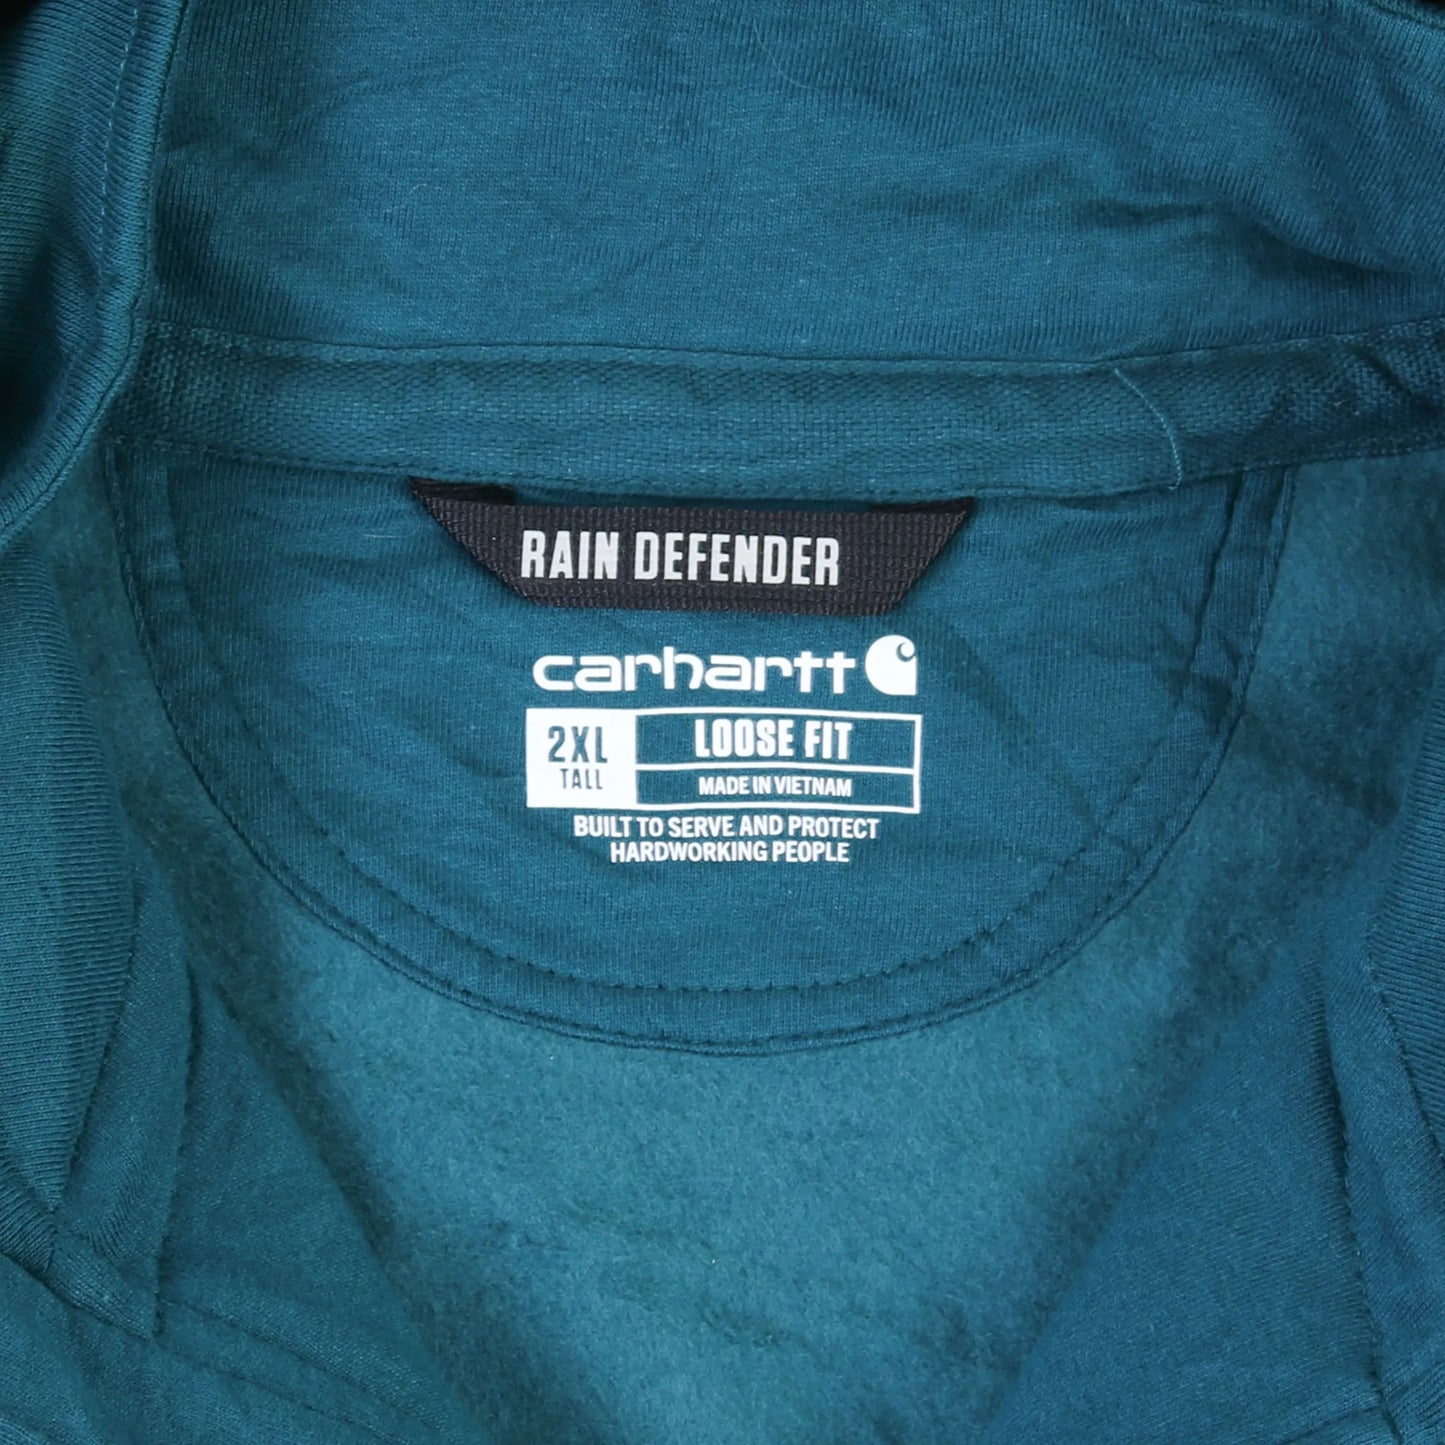 RAIN DEFENDER
carhartt
2XL
TALL
LOOSE FIT
MADE IN VIETNAM
BUILT TO SERVE AND PROTECT
HARDWORKING PEOPLE